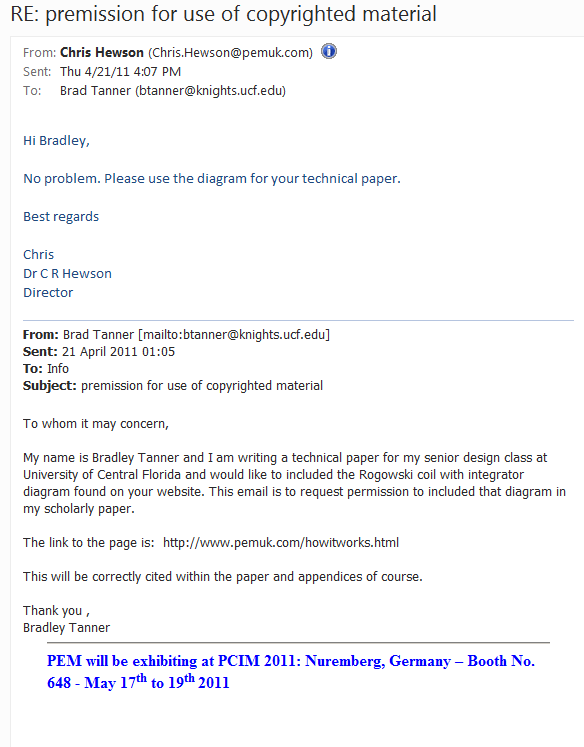 RE: premission for use of copyrighted material
From: Chris Hewson (Chris.Hewson@pemuk.com)
Sent: Thu 4/21/11 4:07 PM
To: Brad Tanner (btanner@knights.ucf.edu)
Hi Bradley,
No problem. Please use the diagram for your technical paper.
Best regards
Chris
Dr C R Hewson
Director
From: Brad Tanner [mailto:btanner@knights.ucf.edu]
Sent: 21 April 2011 01:05
To: Info
Subject: premission for use of copyrighted material
To whom it may concern,
My name is Bradley Tanner and I am writing a technical paper for my senior design class at
University of Central Florida and would like to included the Rogowski coil with integrator
diagram found on your website. This email is to request permission to included that diagram in
my scholarly paper.
The link to the page is:  http://www.pemuk.com/howitworks.html
This will be correctly cited within the paper and appendices of course.
Thank you ,
Bradley Tanner
PEM will be exhibiting at PCIM 2011: Nuremberg, Germany – Booth No.
648 - May 17th to 19th 2011